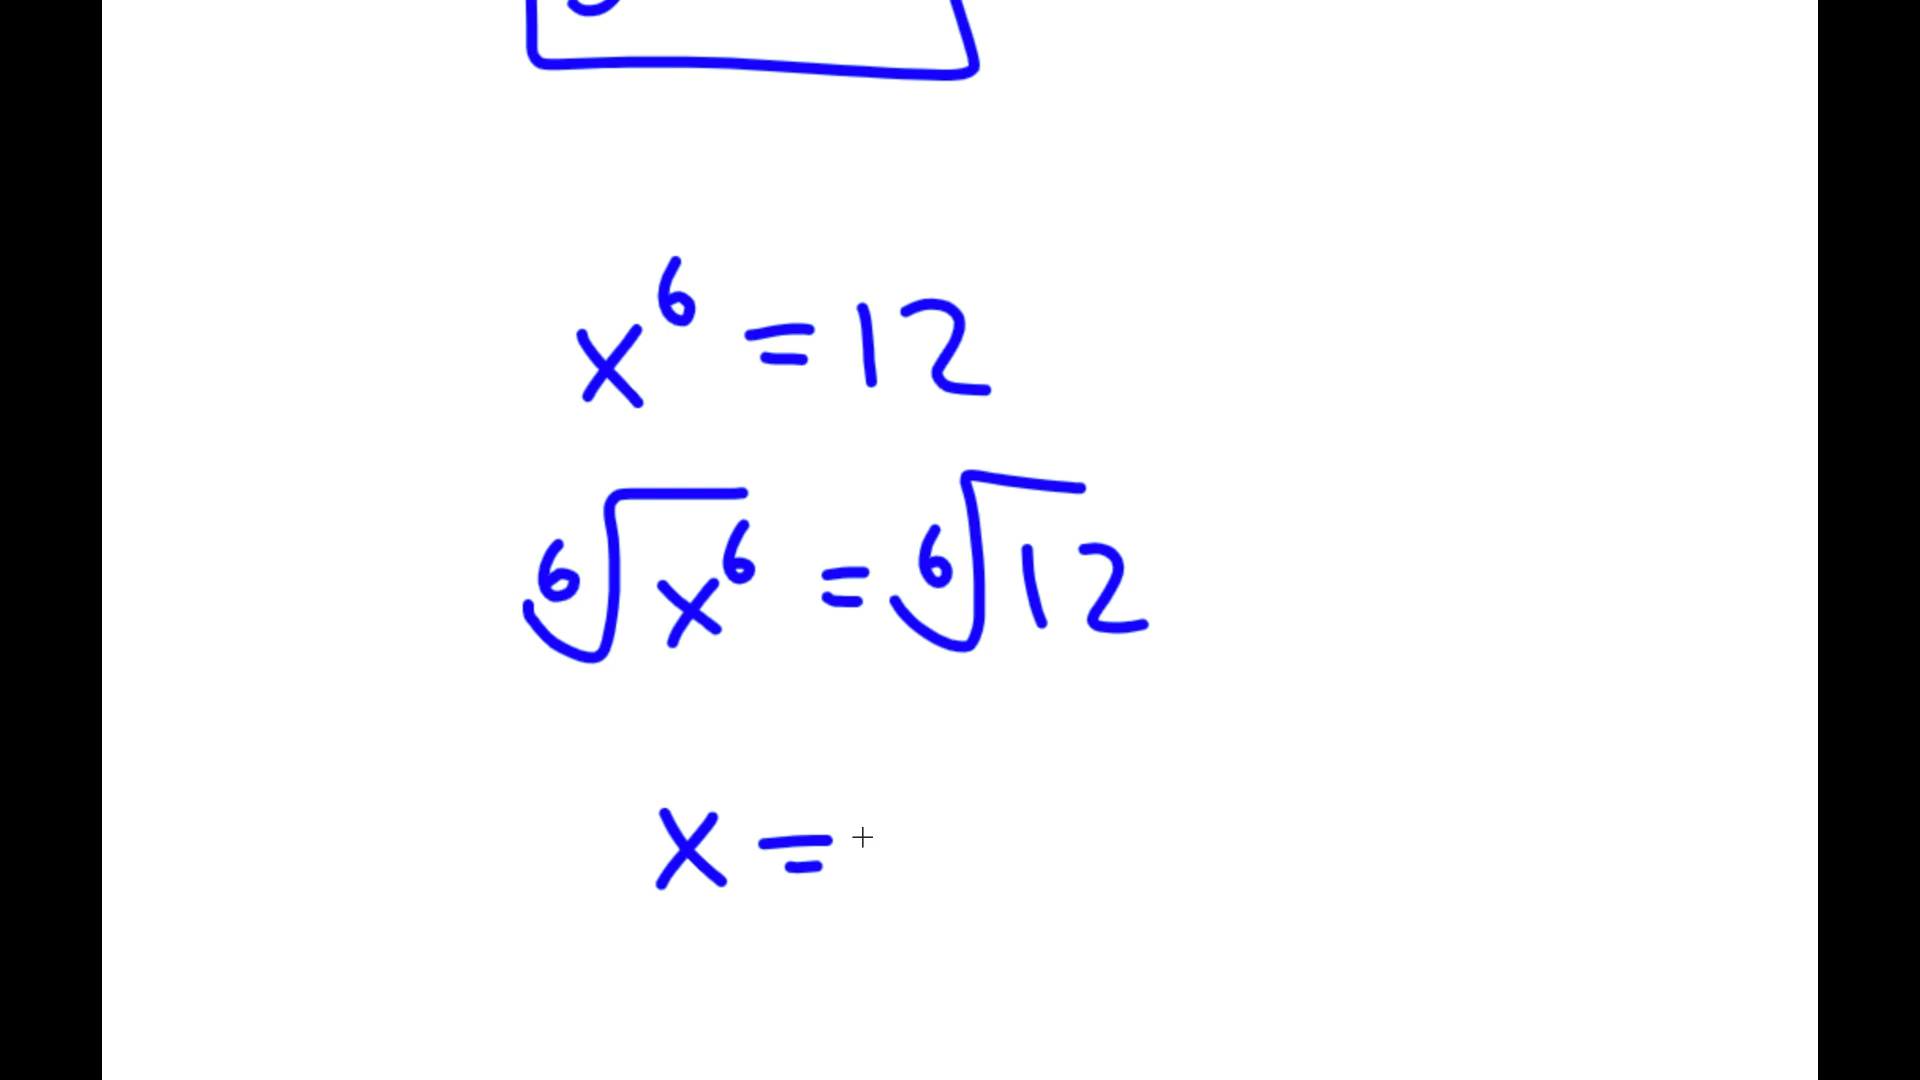 x⁶ = 12
⁶√x⁶ = ⁶√12
x =